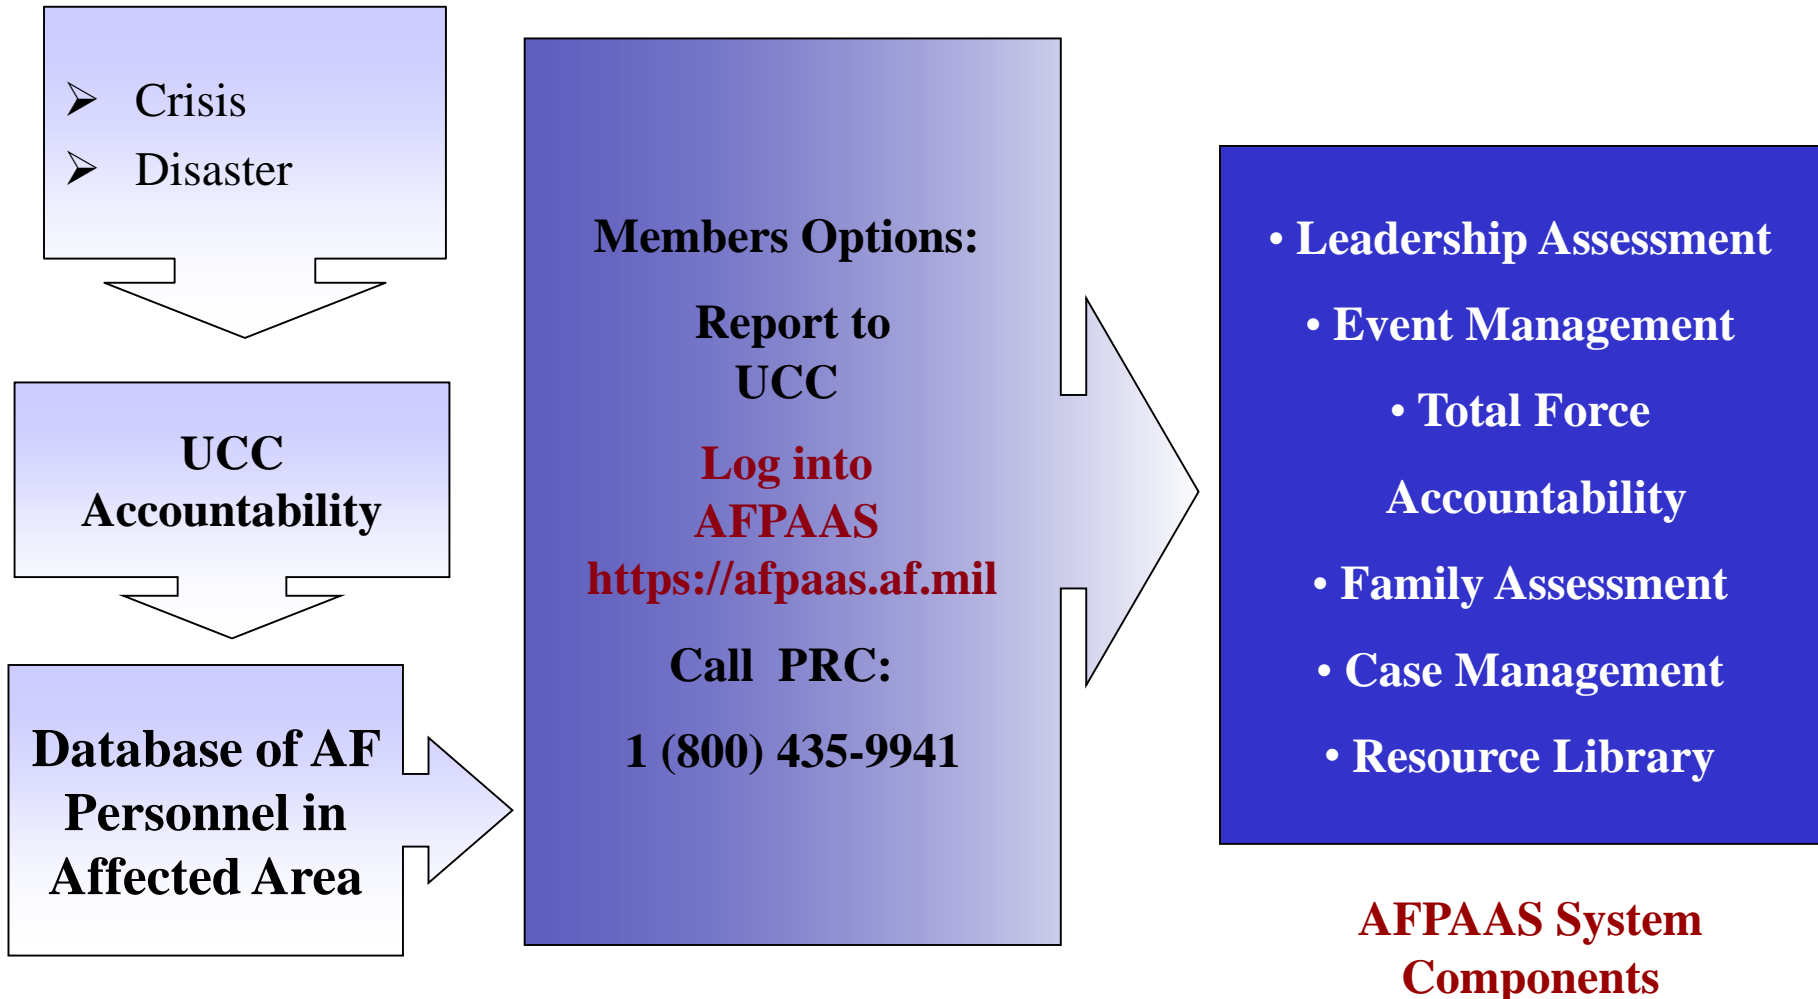 ➢ Crisis
➢ Disaster
UCC
Accountability
Database of AF
Personnel in
Affected Area
Members Options:
Report to
UCC
Log into
AFPAAS
https://afpaas.af.mil
Call PRC:
1 (800) 435-9941
• Leadership Assessment
• Event Management
• Total Force
Accountability
• Family Assessment
• Case Management
• Resource Library
AFPAAS System
Components